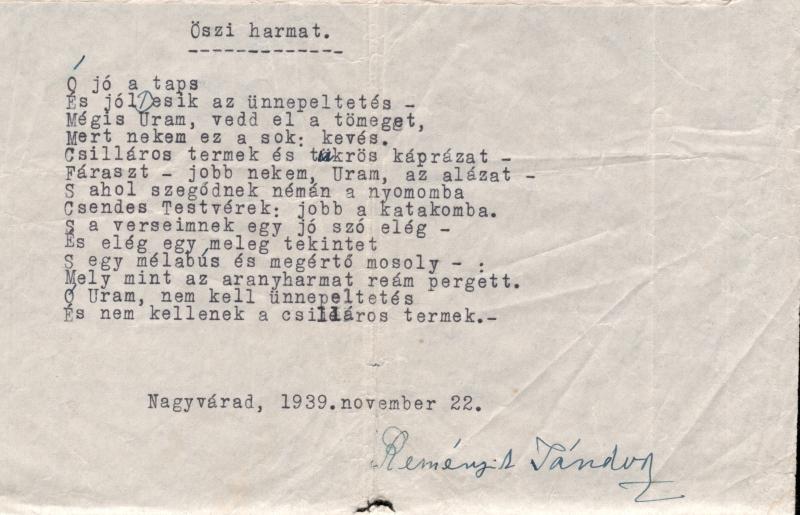 Őszi harmat.
Ó jó a taps
És jól esik az ünnepeltetés -
Mégis Uram, vedd el a tömeget,
Mert nekem ez a sok: kevés.
Csilláros termek és tükrös káprázat -
Fáraszt - jobb nekem, Uram, az alázat -
S ahol szegődnek némán a nyomomba
Csendes Testvérek: jobb a katakomba.
S a verseimnek egy jó szó elég -
És elég egy meleg tekintet
S egy mélabús és megértő mosoly - :
Mely mint az aranyharmat reám pergett.
Ó Uram, nem kell ünnepeltetés
És nem kellenek a csilláros termek.-
Nagyvárad, 1939.november 22.
Reményik Sándor